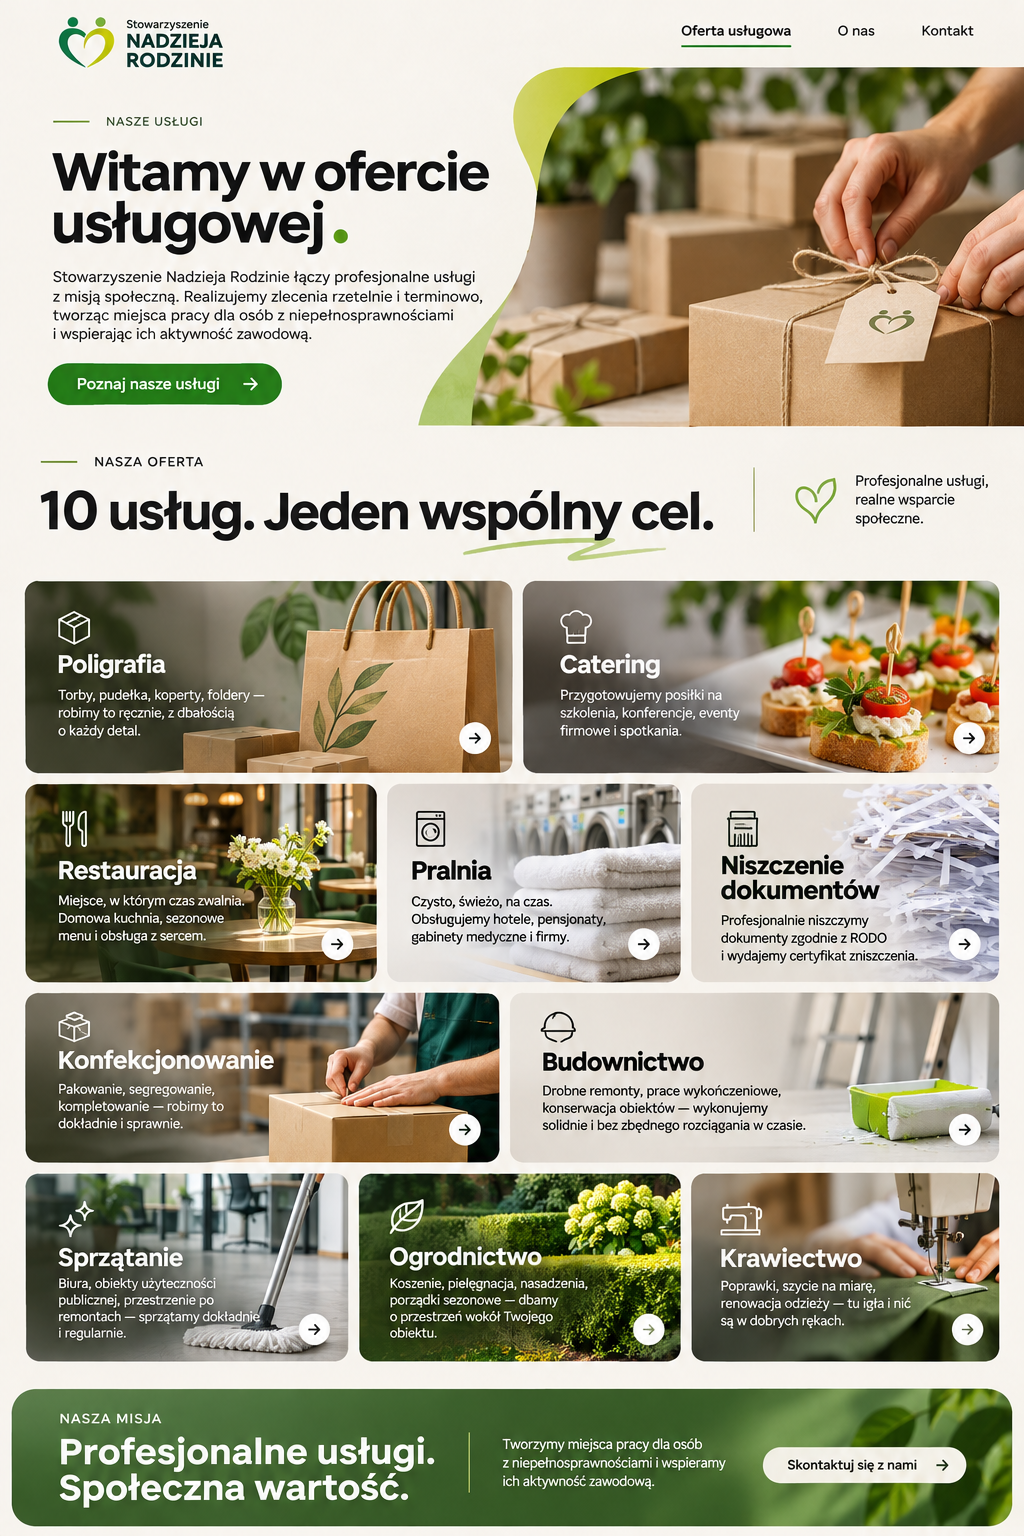 Stowarzyszenie
NADZIEJA
RODZINIE
Oferta usługowa
O nas
Kontakt
NASZE USŁUGI
Witamy w ofercie
usługowej.
Stowarzyszenie Nadzieja Rodzinie łączy profesjonalne usługi
z misją społeczną. Realizujemy zlecenia rzetelnie i terminowo,
tworząc miejsca pracy dla osób z niepełnosprawnościami
i wspierając ich aktywność zawodową.
Poznaj nasze usługi →
NASZA OFERTA
10 usług. Jeden wspólny cel.
Profesjonalne usługi,
realne wsparcie
społeczne.
Poligrafia
Torby, pudełka, koperty, foldery —
robimy to ręcznie, z dbałością
o każdy detal.
Catering
Przygotowujemy posiłki na
szkolenia, konferencje, eventy
firmowe i spotkania.
Restauracja
Miejsce, w którym czas zwalnia.
Domowa kuchnia, sezonowe
menu i obsługa z sercem.
Pralnia
Czysto, świeżo, na czas.
Obsługujemy hotele, pensjonaty,
gabinety medyczne i firmy.
Niszczenie
dokumentów
Profesjonalnie niszczymy
dokumenty zgodnie z RODO
i wydajemy certyfikat zniszczenia.
Konfekcjonowanie
Pakowanie, segregowanie,
kompletowanie — robimy to
dokładnie i sprawnie.
Budownictwo
Drobne remonty, prace wykończeniowe,
konserwacja obiektów — wykonujemy
solidnie i bez zbędnego rozciągania w czasie.
Sprzątanie
Biura, obiekty użyteczności
publicznej, przestrzenie po
remontach — sprzątamy dokładnie
i regularnie.
Ogrodnictwo
Koszenie, pielęgnacja, nasadzenia,
porządki sezonowe — dbamy
o przestrzeń wokół Twojego
obiektu.
Krawiectwo
Poprawki, szycie na miarę,
renowacja odzieży — tu igła i nić
są w dobrych rękach.
NASZA MISJA
Profesjonalne usługi.
Społeczna wartość.
Tworzymy miejsca pracy dla osób
z niepełnosprawnościami i wspieramy
ich aktywność zawodową.
Skontaktuj się z nami →